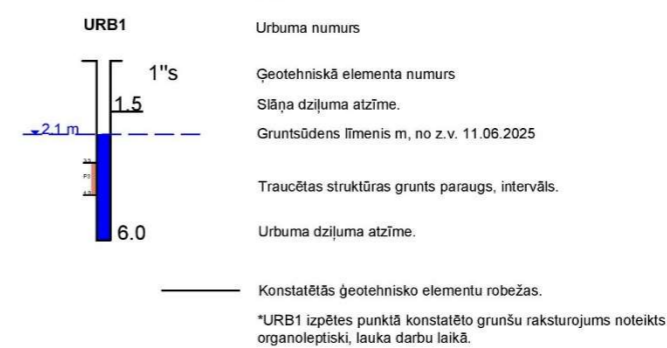 URB1 Urbuma numurs
1"s Ģeotehniskā elementa numurs
1.5 Slāņa dziļuma atzīme.
2.1 m Gruntsūdens līmenis m, no z.v. 11.06.2025
Traucētas struktūras grunts paraugs, intervāls.
6.0 Urbuma dziļuma atzīme.
Konstatētās ģeotehnisko elementu robežas.
*URB1 izpētes punktā konstatēto grunšu raksturojums noteikts
organoleptiski, lauka darbu laikā.